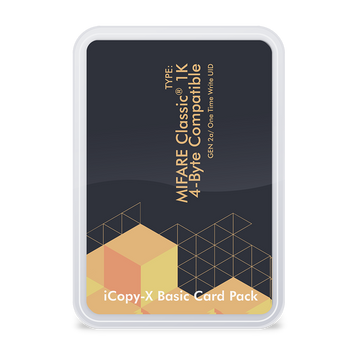 TYPE:
MIFARE Classic® 1K
4-Byte Compatible
GEN 2a/ One Time Write UID
iCopy-X Basic Card Pack